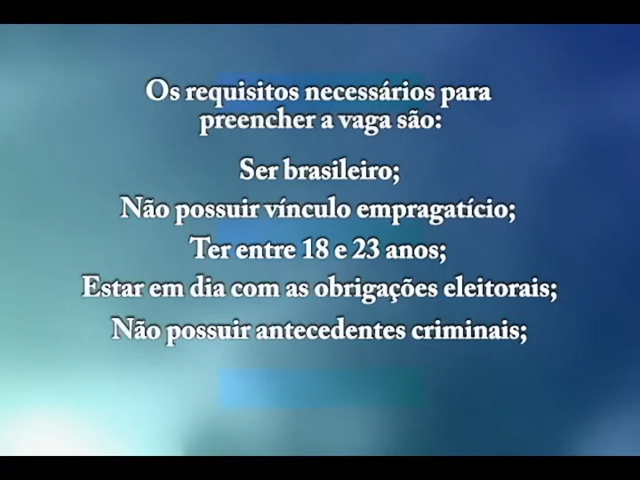 Os requisitos necessários para
preencher a vaga são:
Ser brasileiro;
Não possuir vínculo empragatício;
Ter entre 18 e 23 anos;
Estar em dia com as obrigações eleitorais;
Não possuir antecedentes criminais;